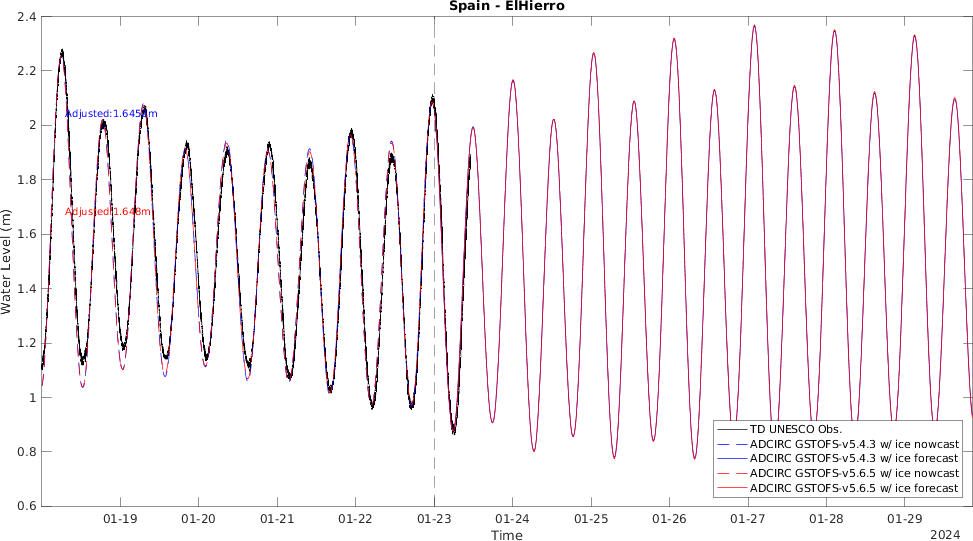 Spain - ElHierro
2.4
2.2
2
1.8
1.6
1.4
1.2
1
0.8
0.6
Water Level (m)
Adjusted:1.648m
TD UNESCO Obs.
ADCIRC GSTOFS-v5.4.3 w/ ice nowcast
ADCIRC GSTOFS-v5.4.3 w/ ice forecast
ADCIRC GSTOFS-v5.6.5 w/ ice nowcast
ADCIRC GSTOFS-v5.6.5 w/ ice forecast
01-19 01-20 01-21 01-22 01-23 01-24 01-25 01-26 01-27 01-28 01-29
Time
2024